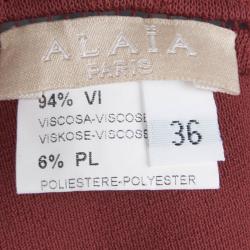 ALAÏA
PARIS
94% VI
VISCOSA-VISCOSE
VISKOSE-VISCOSE
6% PL
POLIESTERE-POLYESTER
36